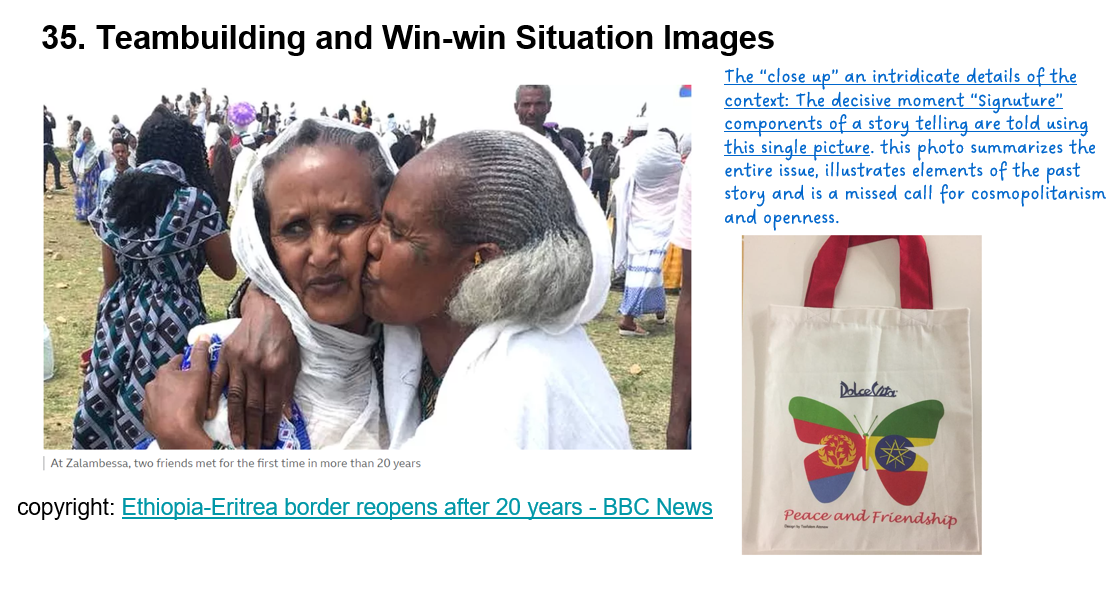 35. Teambuilding and Win-win Situation Images
The “close up” an intridicate details of the
context: The decisive moment “Signuture”
components of a story telling are told using
this single picture. this photo summarizes the
entire issue, illustrates elements of the past
story and is a missed call for cosmopolitanism
and openness.
At Zalambessa, two friends met for the first time in more than 20 years
copyright: Ethiopia-Eritrea border reopens after 20 years - BBC News
Dolce Vita
Peace and Friendship